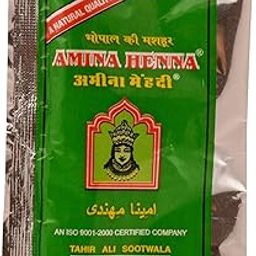 A NATURAL QUALITY
भोपाल की मशहूर
AMINA HENNA®
अमीना मेंहदी®
امینا مہندی
AN ISO 9001-2000 CERTIFIED COMPANY
TAHIR ALI SOOTWALA